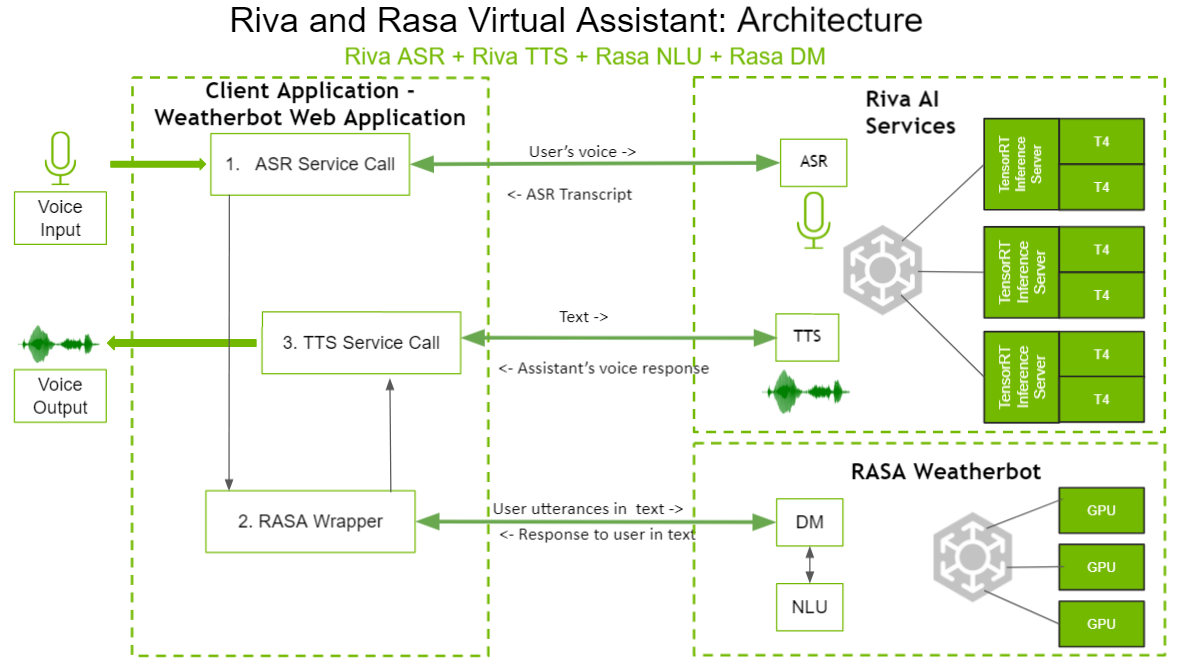 Riva and Rasa Virtual Assistant: Architecture
Riva ASR + Riva TTS + Rasa NLU + Rasa DM
Client Application -
Weatherbot Web Application
Voice
Input
1. ASR Service Call
User's voice ->
<- ASR Transcript
Riva AI
Services
ASR
TensorRT
Inference
Server
T4
T4
TensorRT
Inference
Server
T4
T4
TensorRT
Inference
Server
T4
T4
Voice
Output
3. TTS Service Call
Text ->
<- Assistant's voice response
TTS
2. RASA Wrapper
User utterances in text ->
<- Response to user in text
RASA Weatherbot
DM
NLU
GPU
GPU
GPU